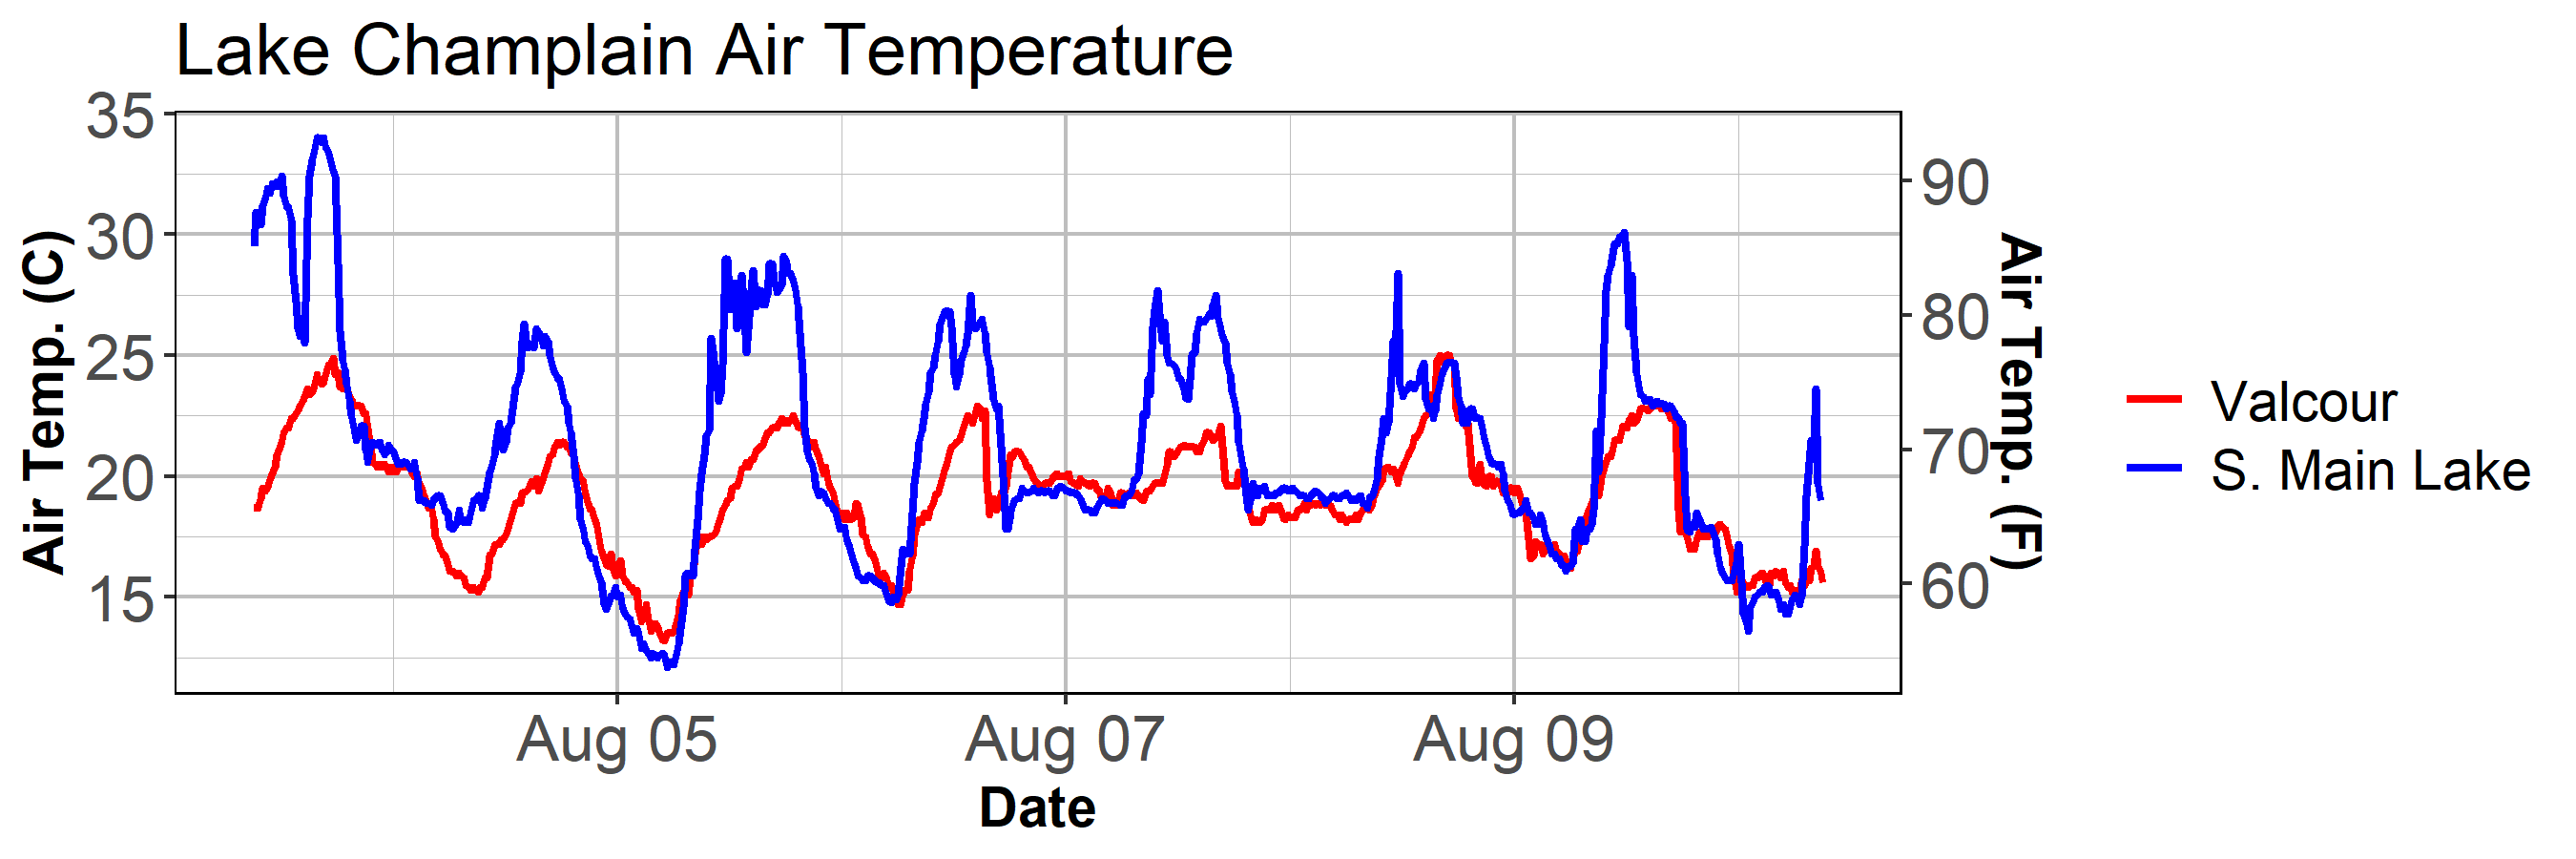 Lake Champlain Air Temperature
35
30
25
20
15
Air Temp. (C)
90
80
70
60
Air Temp. (F)
Aug 05
Aug 07
Aug 09
Date
Valcour
S. Main Lake